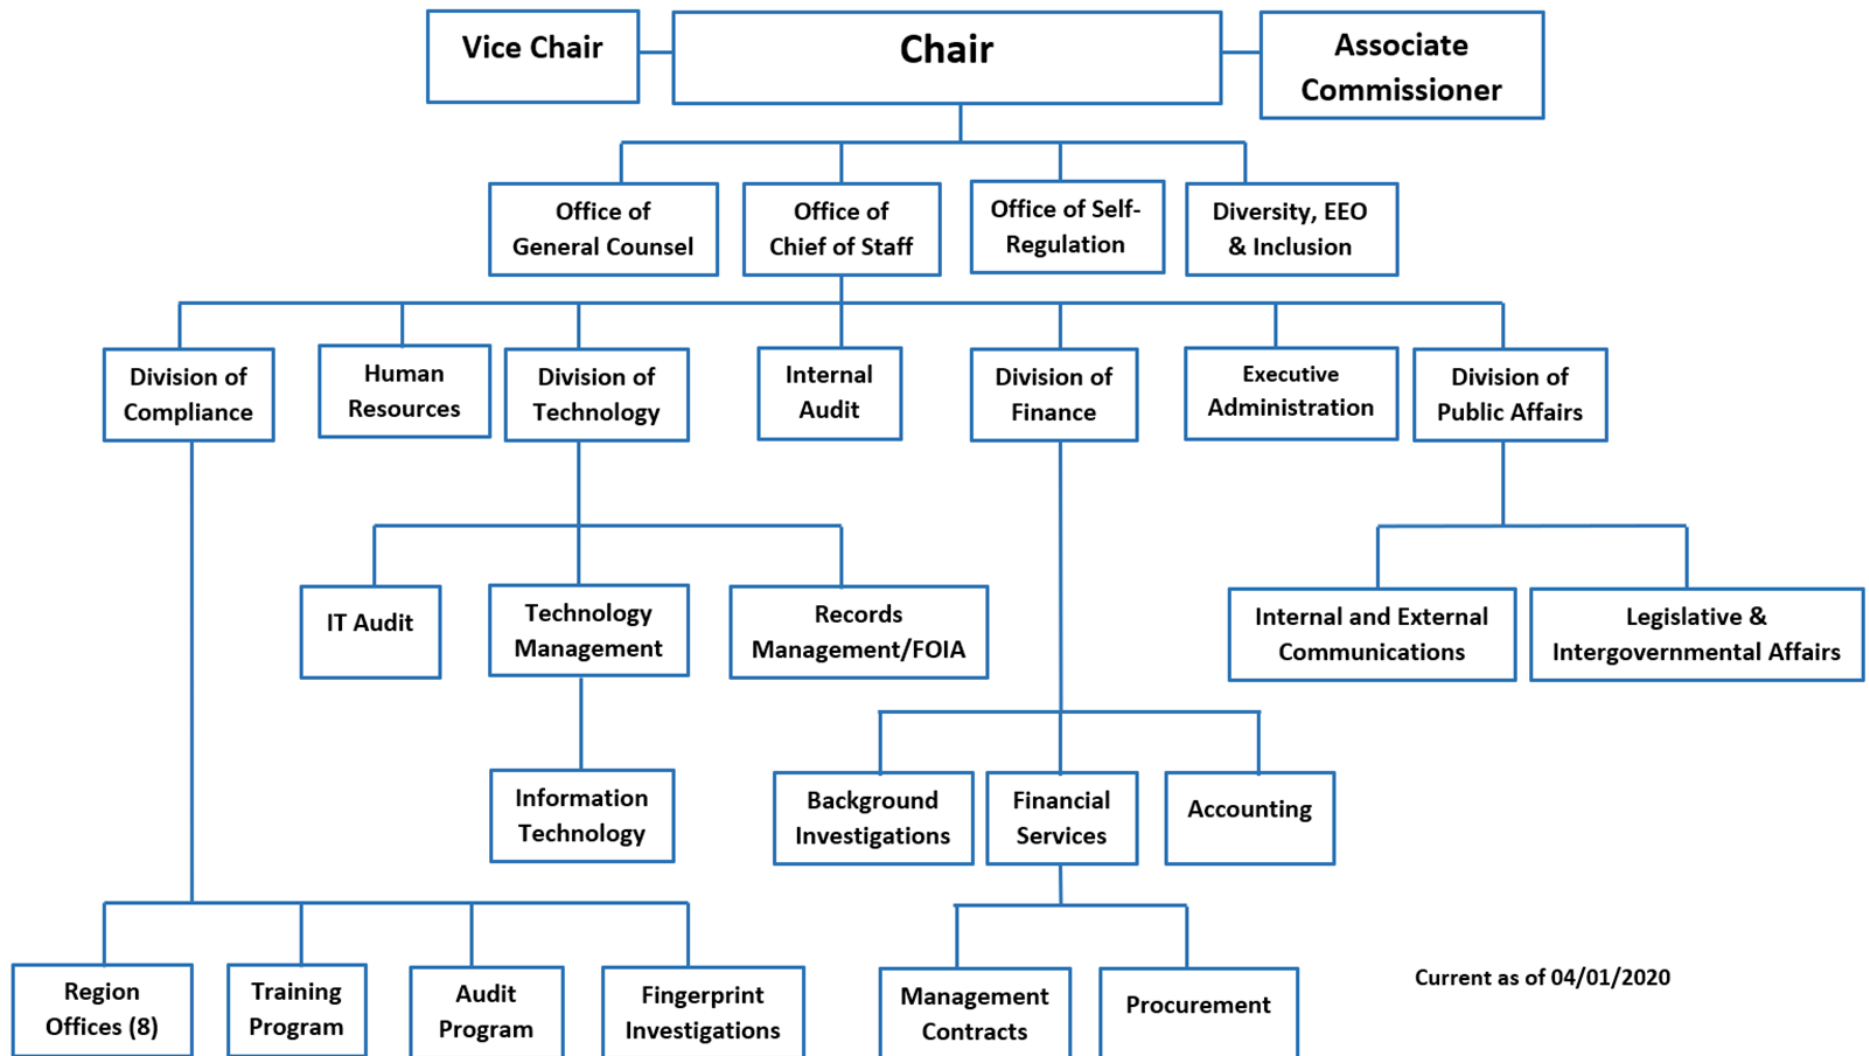 Vice Chair
Chair
Associate
Commissioner
Office of
General Counsel
Office of
Chief of Staff
Office of Self-
Regulation
Diversity, EEO
& Inclusion
Division of
Compliance
Human
Resources
Division of
Technology
Internal
Audit
Division of
Finance
Executive
Administration
Division of
Public Affairs
IT Audit
Technology
Management
Records
Management/FOIA
Internal and External
Communications
Legislative &
Intergovernmental Affairs
Information
Technology
Background
Investigations
Financial
Services
Accounting
Region
Offices (8)
Training
Program
Audit
Program
Fingerprint
Investigations
Management
Contracts
Procurement
Current as of 04/01/2020